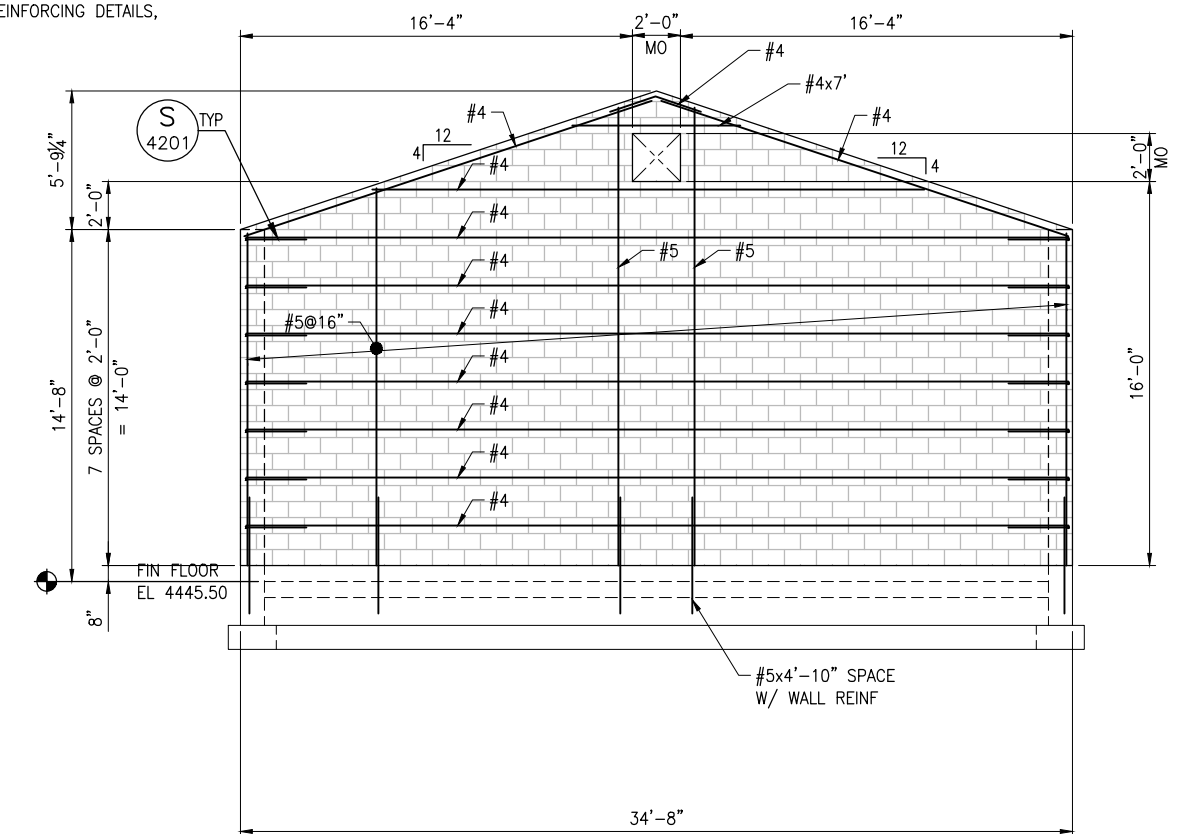 EINFORCING DETAILS,
16'-4"
2'-0"
MO
16'-4"
#4
#4x7'
S
4201
TYP
#4
#4
12
4
12
4
#4
5'-9¼"
2'-0"
2'-0"
MO
#4
#4
#5
#5
#4
#5@16"
#4
#4
#4
#4
#4
14'-8"
7 SPACES @ 2'-0"
= 14'-0"
16'-0"
FIN FLOOR
EL 4445.50
8"
#5x4'-10" SPACE
W/ WALL REINF
34'-8"